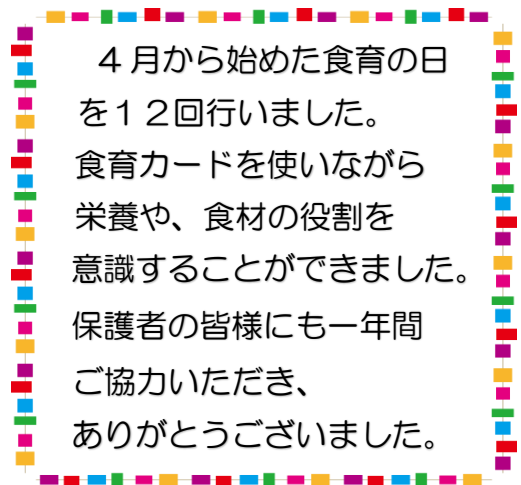 ４月から始めた食育の日
を１２回行いました。
食育カードを使いながら
栄養や、食材の役割を
意識することができました。
保護者の皆様にも一年間
ご協力いただき、
ありがとうございました。